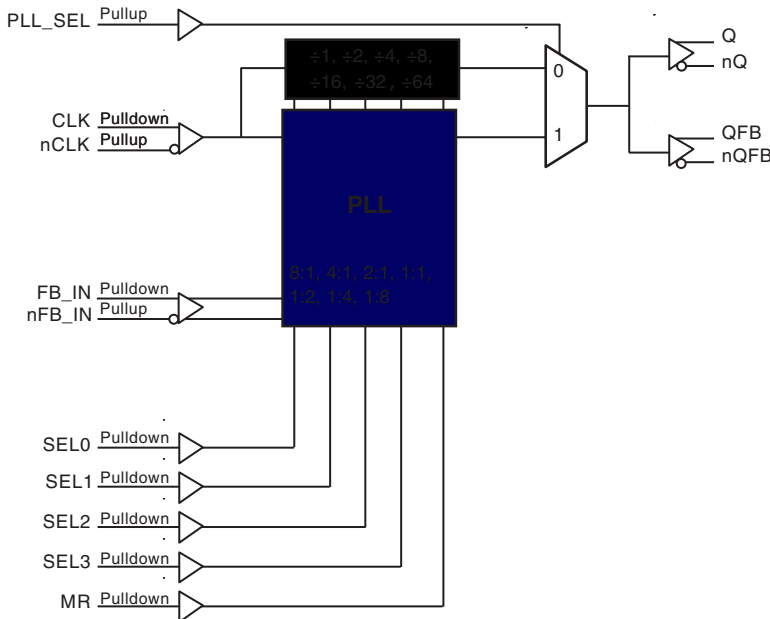 PLL_SEL Pullup
÷1, ÷2, ÷4, ÷8,
÷16, ÷32, ÷64
0
1
Q
nQ
QFB
nQFB
CLK Pulldown
nCLK Pullup
PLL
8:1, 4:1, 2:1, 1:1,
1:2, 1:4, 1:8
FB_IN Pulldown
nFB_IN Pullup
SEL0 Pulldown
SEL1 Pulldown
SEL2 Pulldown
SEL3 Pulldown
MR Pulldown